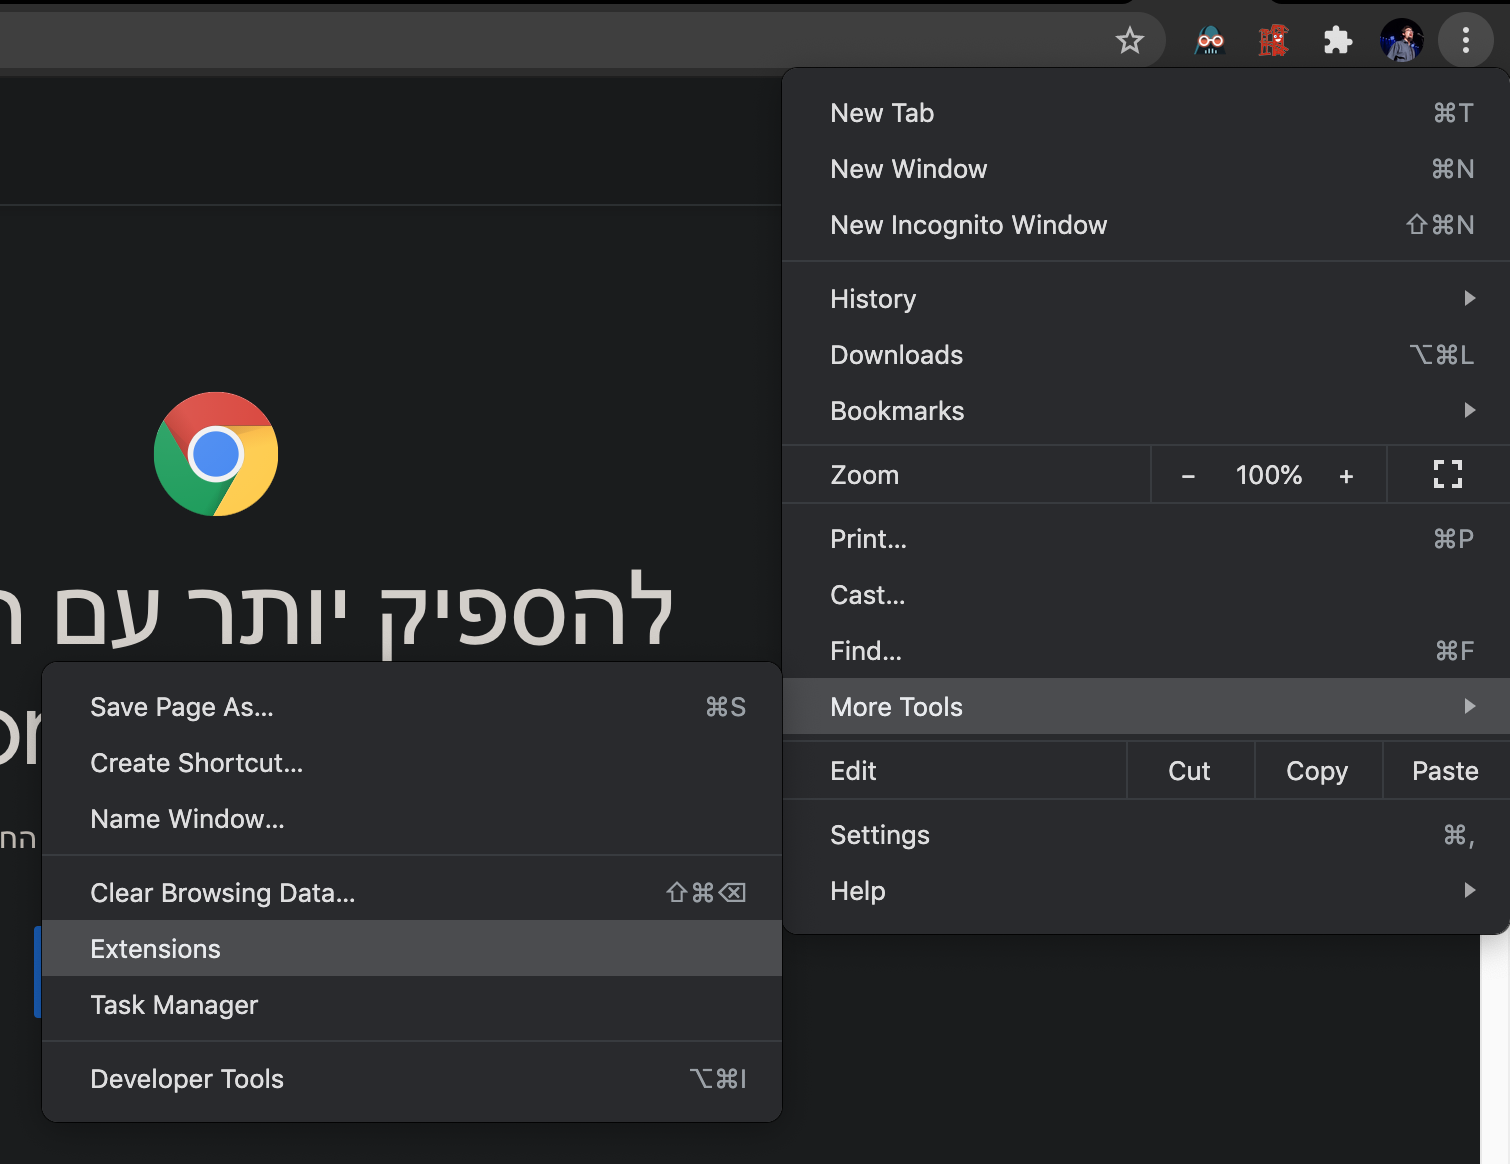 New Tab ⌘T
New Window ⌘N
New Incognito Window ⇧⌘N
History
Downloads ⌥⌘L
Bookmarks
Zoom – 100% +
Print... ⌘P
Cast...
Find... ⌘F
More Tools
Edit Cut Copy Paste
Settings ⌘,
Help
להספיק יותר עם
Save Page As... ⌘S
Create Shortcut...
Name Window...
Clear Browsing Data... ⇧⌘⌫
Extensions
Task Manager
Developer Tools ⌥⌘I